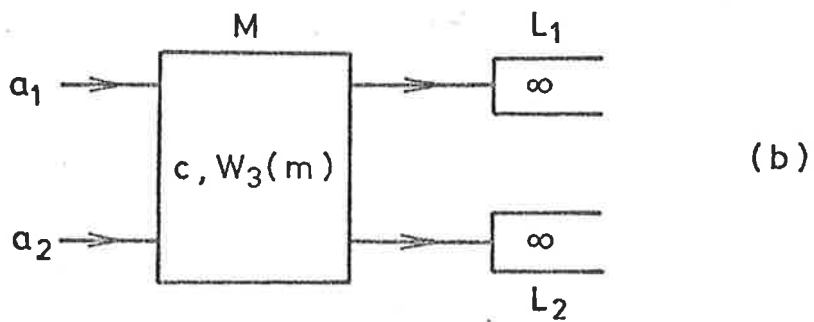 M
L₁
a₁
∞
c, W₃(m)
(b)
a₂
∞
L₂